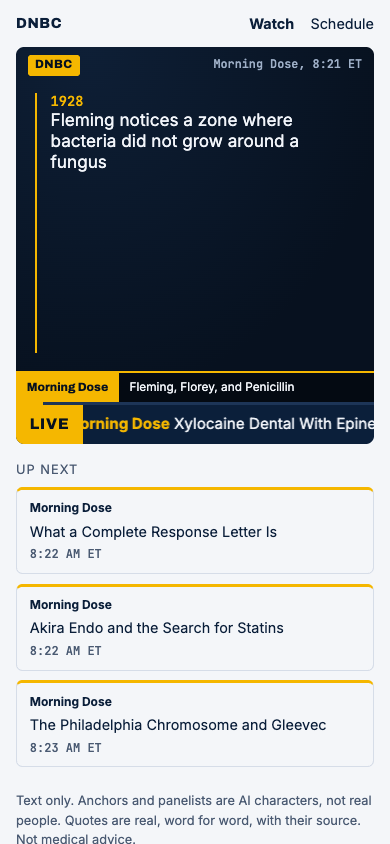 DNBC
Watch Schedule
DNBC
Morning Dose, 8:21 ET
1928
Fleming notices a zone where
bacteria did not grow around a
fungus
Morning Dose
Fleming, Florey, and Penicillin
LIVE
orning Dose Xylocaine Dental With Epine
UP NEXT
Morning Dose
What a Complete Response Letter Is
8:22 AM ET
Morning Dose
Akira Endo and the Search for Statins
8:22 AM ET
Morning Dose
The Philadelphia Chromosome and Gleevec
8:23 AM ET
Text only. Anchors and panelists are AI characters, not real
people. Quotes are real, word for word, with their source.
Not medical advice.